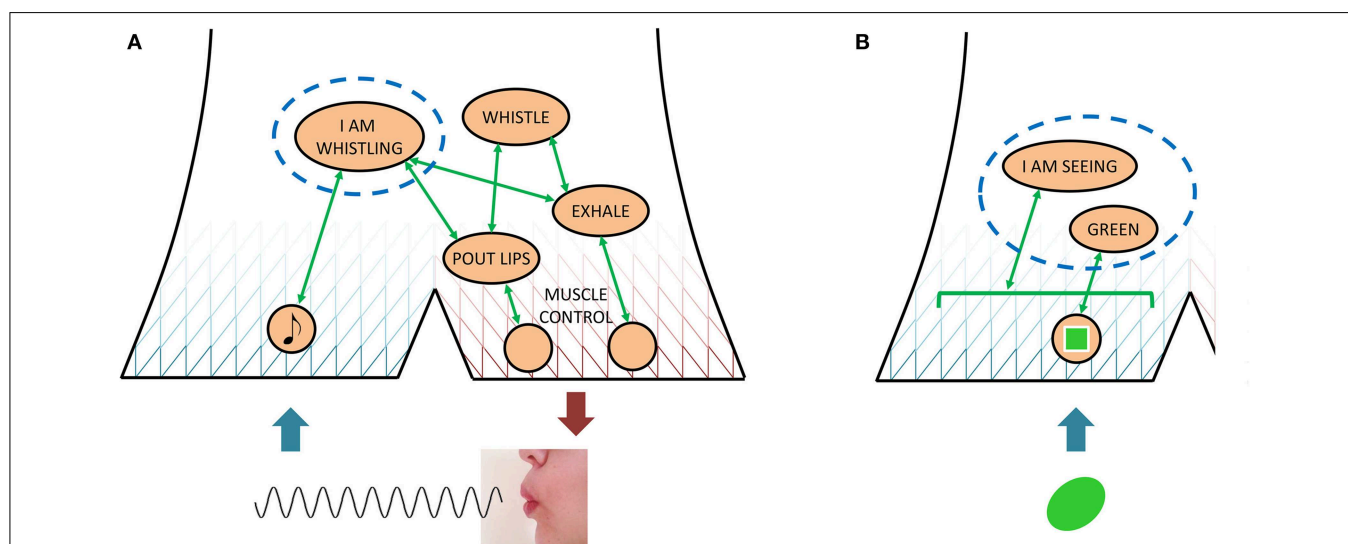 A
I AM
WHISTLING
WHISTLE
EXHALE
POUT LIPS
MUSCLE
CONTROL
B
I AM SEEING
GREEN